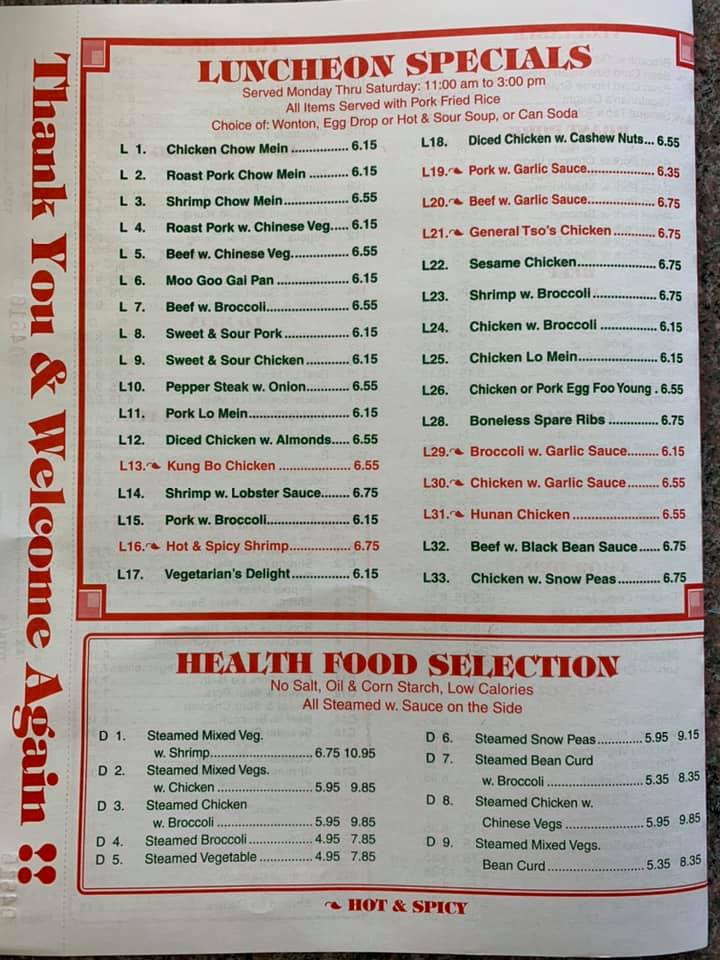 Thank You & Welcome Again !!
LUNCHEON SPECIALS
Served Monday Thru Saturday: 11:00 am to 3:00 pm
All Items Served with Pork Fried Rice
Choice of: Wonton, Egg Drop or Hot & Sour Soup, or Can Soda
L 1. Chicken Chow Mein ................ 6.15
L 2. Roast Pork Chow Mein ........... 6.15
L 3. Shrimp Chow Mein.................. 6.55
L 4. Roast Pork w. Chinese Veg..... 6.15
L 5. Beef w. Chinese Veg................ 6.55
L 6. Moo Goo Gai Pan .................... 6.15
L 7. Beef w. Broccoli....................... 6.55
L 8. Sweet & Sour Pork .................. 6.15
L 9. Sweet & Sour Chicken ............ 6.15
L10. Pepper Steak w. Onion............ 6.55
L11. Pork Lo Mein............................ 6.15
L12. Diced Chicken w. Almonds..... 6.55
L13. Kung Bo Chicken .................... 6.55
L14. Shrimp w. Lobster Sauce........ 6.75
L15. Pork w. Broccoli....................... 6.15
L16. Hot & Spicy Shrimp................. 6.75
L17. Vegetarian's Delight................. 6.15
L18. Diced Chicken w. Cashew Nuts... 6.55
L19. Pork w. Garlic Sauce................... 6.35
L20. Beef w. Garlic Sauce................... 6.75
L21. General Tso's Chicken ............ 6.75
L22. Sesame Chicken....................... 6.75
L23. Shrimp w. Broccoli .................. 6.75
L24. Chicken w. Broccoli ................ 6.15
L25. Chicken Lo Mein...................... 6.15
L26. Chicken or Pork Egg Foo Young . 6.55
L28. Boneless Spare Ribs ............... 6.75
L29. Broccoli w. Garlic Sauce......... 6.15
L30. Chicken w. Garlic Sauce ......... 6.55
L31. Hunan Chicken ........................ 6.55
L32. Beef w. Black Bean Sauce...... 6.75
L33. Chicken w. Snow Peas............ 6.75
HEALTH FOOD SELECTION
No Salt, Oil & Corn Starch, Low Calories
All Steamed w. Sauce on the Side
D 1. Steamed Mixed Veg.
w. Shrimp.......................... 6.75 10.95
D 2. Steamed Mixed Vegs.
w. Chicken ........................ 5.95 9.85
D 3. Steamed Chicken
w. Broccoli ........................ 5.95 9.85
D 4. Steamed Broccoli ................ 4.95 7.85
D 5. Steamed Vegetable ............. 4.95 7.85
D 6. Steamed Snow Peas............ 5.95 9.15
D 7. Steamed Bean Curd
w. Broccoli ........................ 5.35 8.35
D 8. Steamed Chicken w.
Chinese Vegs .................... 5.95 9.85
D 9. Steamed Mixed Vegs.
Bean Curd......................... 5.35 8.35
HOT & SPICY